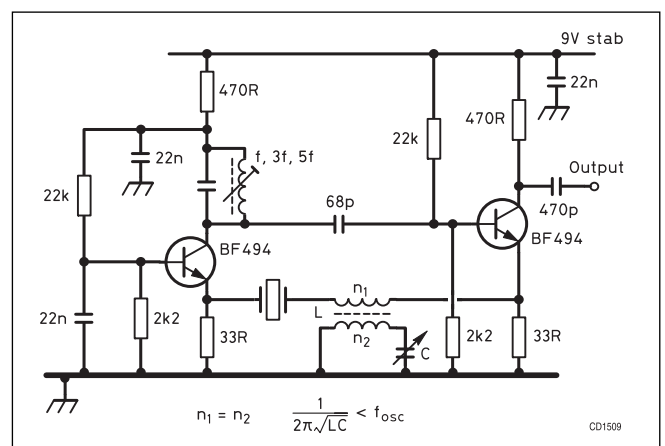 9V stab
470R
22n
470R
22n
f, 3f, 5f
22k
Output
22k
68p
470p
BF494
BF494
n₁
22n
2k2
L
33R
n₂
C
2k2
33R
n₁ = n₂
1/2π√LC < fosc
CD1509